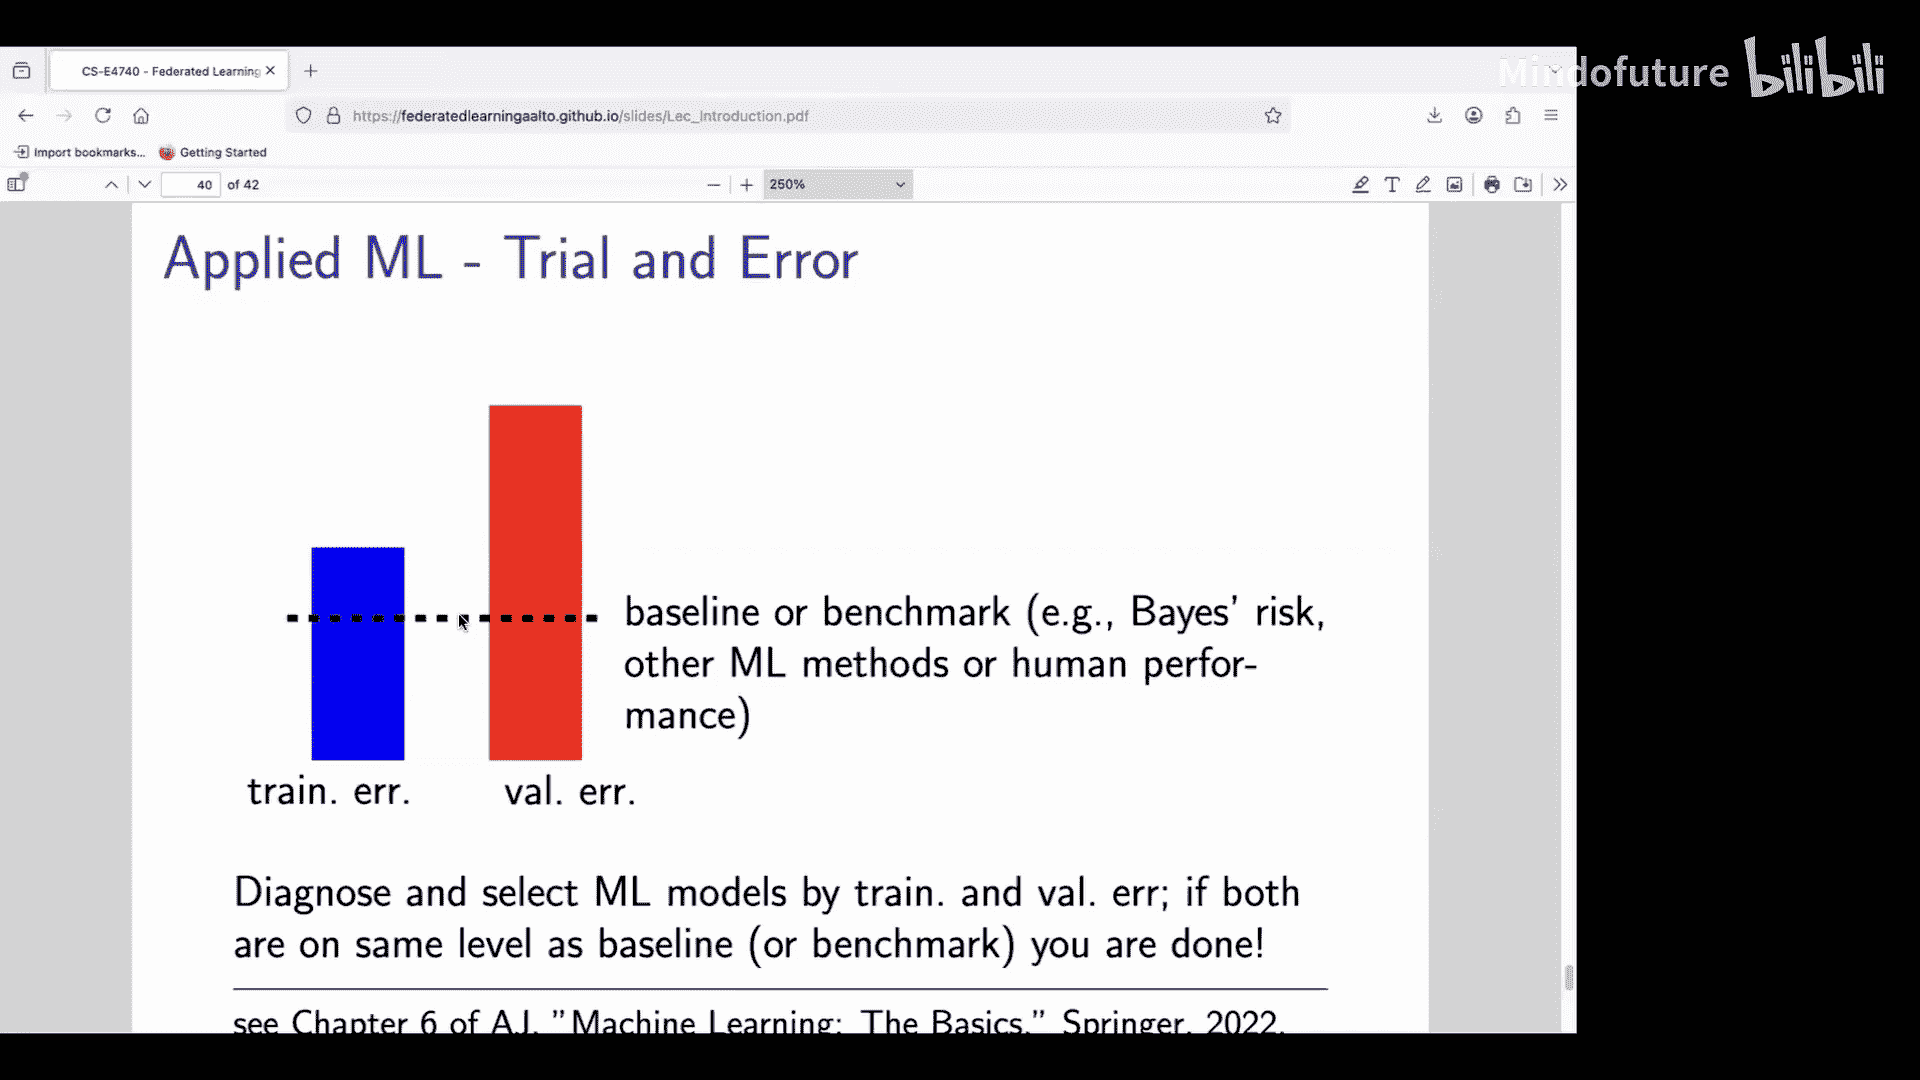 Mindofuture bilibili
CS-E4740 - Federated Learning
https://federatedlearningaalto.github.io/slides/Lec_Introduction.pdf
Import bookmarks... Getting Started
40 of 42 250%
Applied ML - Trial and Error
baseline or benchmark (e.g., Bayes' risk,
other ML methods or human perfor-
mance)
train. err. val. err.
Diagnose and select ML models by train. and val. err; if both
are on same level as baseline (or benchmark) you are done!
see Chapter 6 of AJ, "Machine Learning: The Basics," Springer, 2022.